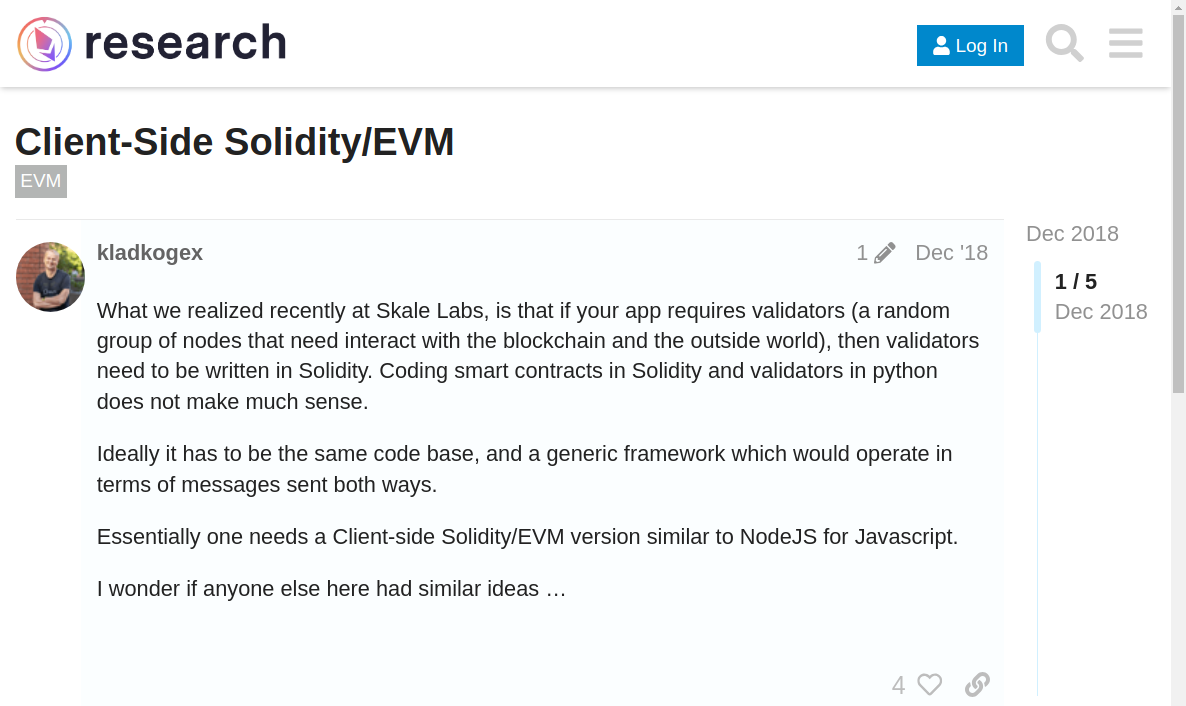 research
Log In
Client-Side Solidity/EVM
EVM
kladkogex
1
Dec '18
What we realized recently at Skale Labs, is that if your app requires validators (a random
group of nodes that need interact with the blockchain and the outside world), then validators
need to be written in Solidity. Coding smart contracts in Solidity and validators in python
does not make much sense.
Ideally it has to be the same code base, and a generic framework which would operate in
terms of messages sent both ways.
Essentially one needs a Client-side Solidity/EVM version similar to NodeJS for Javascript.
I wonder if anyone else here had similar ideas …
4
Dec 2018
1 / 5
Dec 2018